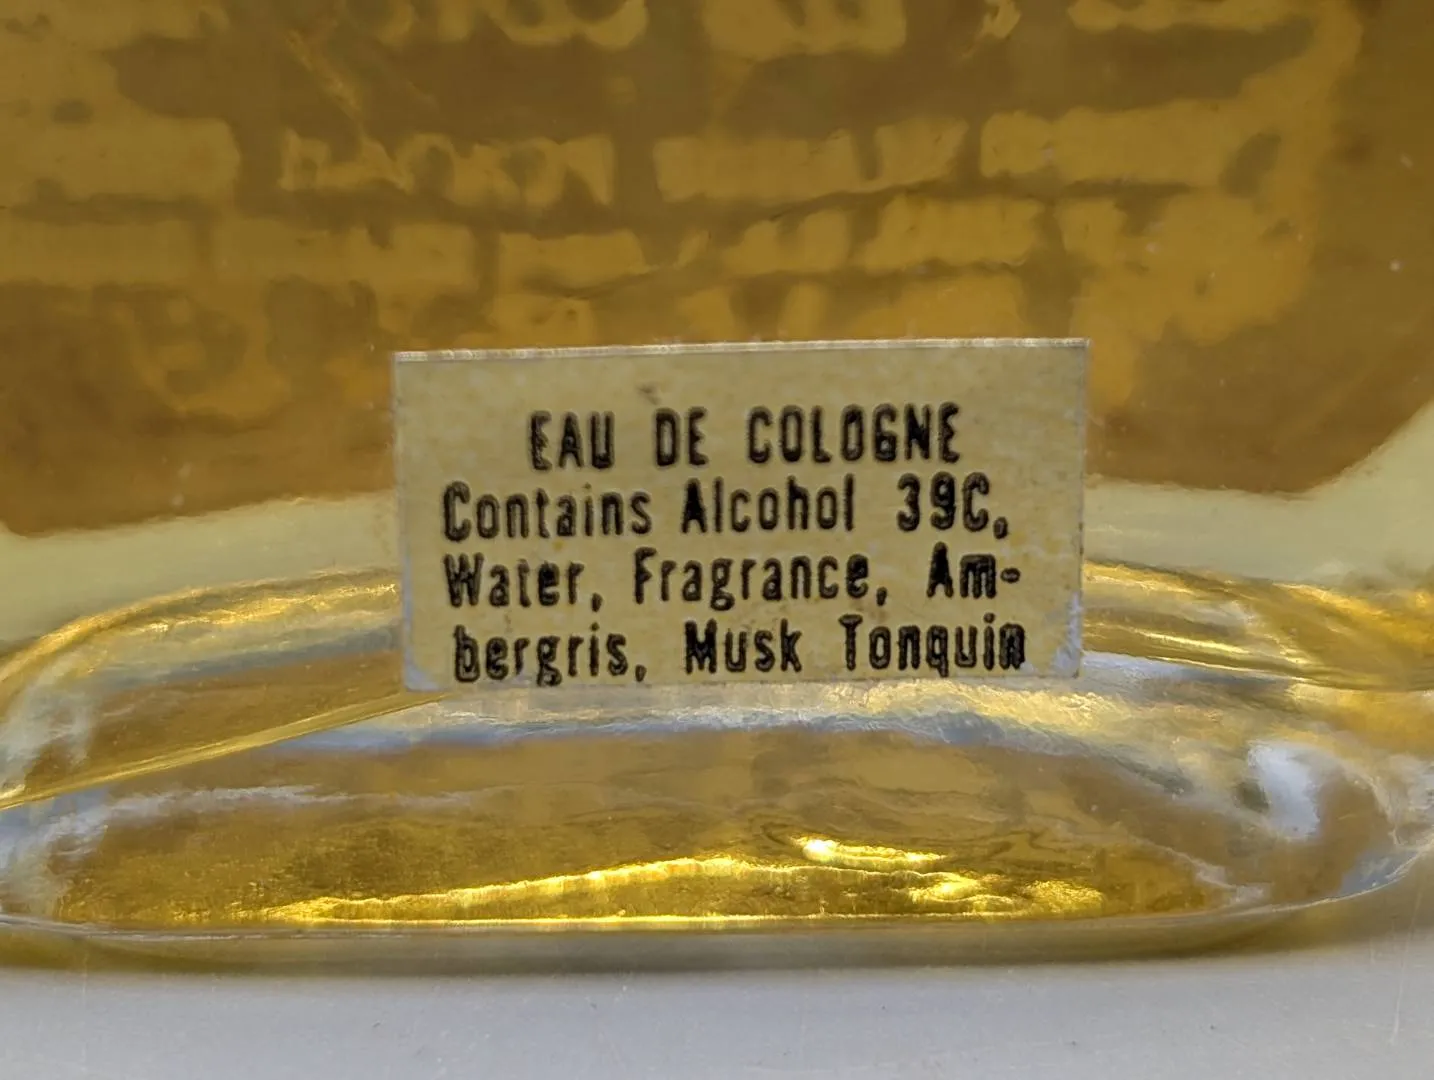 EAU DE COLOGNE
Contains Alcohol 39C,
Water, Fragrance, Am-
bergris, Musk Tonquin